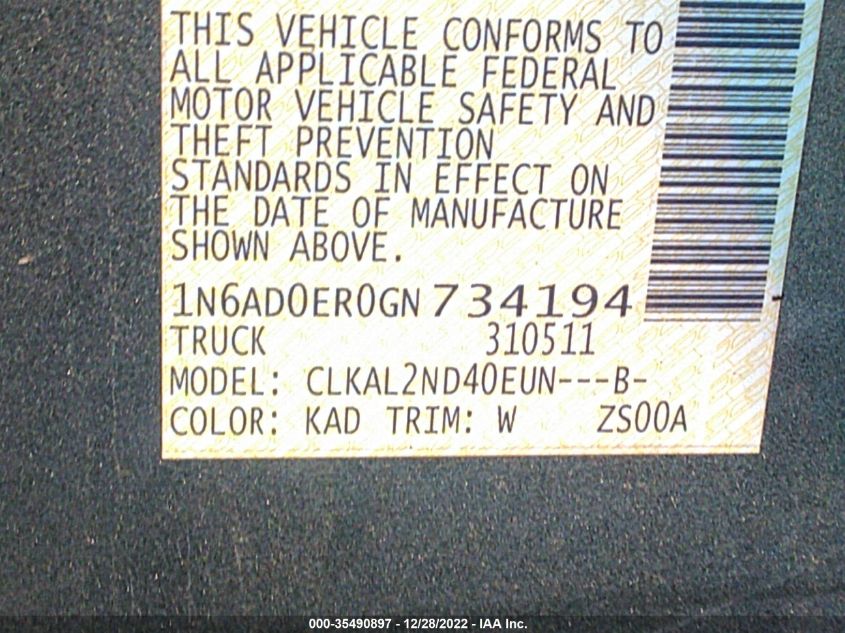 THIS VEHICLE CONFORMS TO
ALL APPLICABLE FEDERAL
MOTOR VEHICLE SAFETY AND
THEFT PREVENTION
STANDARDS IN EFFECT ON
THE DATE OF MANUFACTURE
SHOWN ABOVE.
1N6AD0ER0GN734194
TRUCK 310511
MODEL: CLKAL2ND40EUN---B-
COLOR: KAD TRIM: W ZS00A
000-35490897 - 12/28/2022 - IAA Inc.